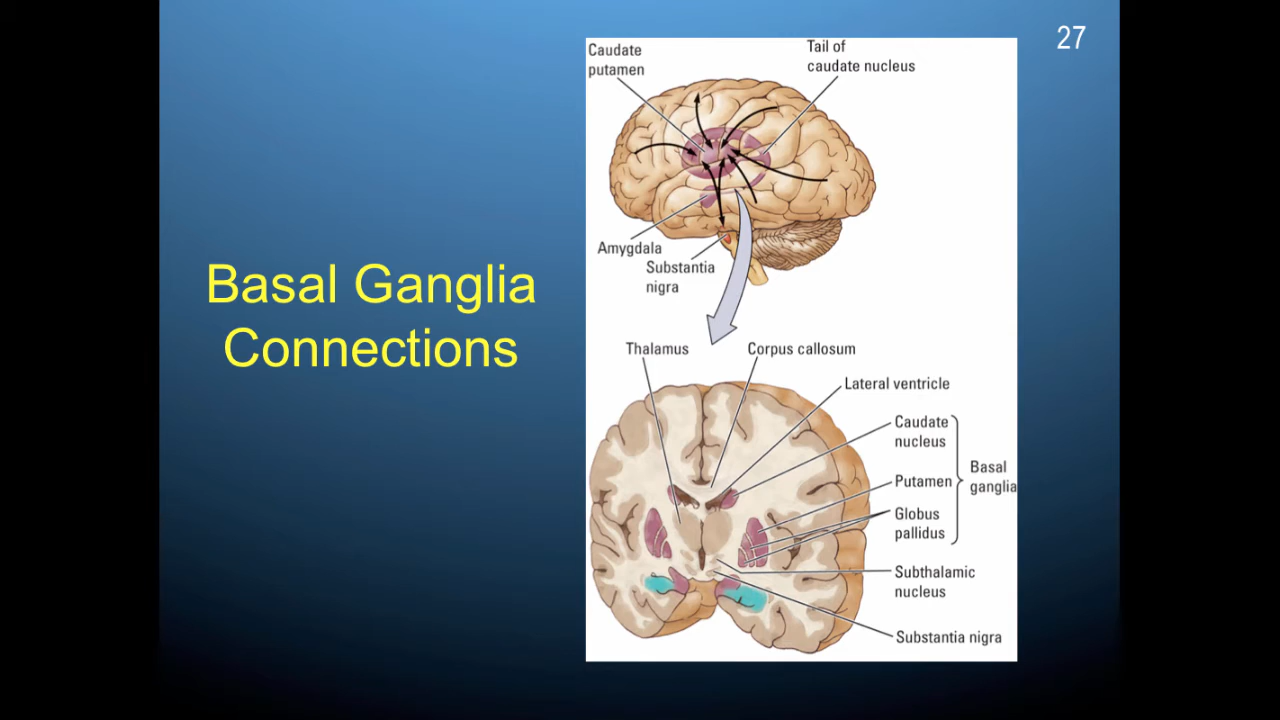 27
Basal Ganglia
Connections
Caudate
putamen
Tail of
caudate nucleus
Amygdala
Substantia
nigra
Thalamus
Corpus callosum
Lateral ventricle
Caudate
nucleus
Putamen
Globus
pallidus
Basal
ganglia
Subthalamic
nucleus
Substantia nigra